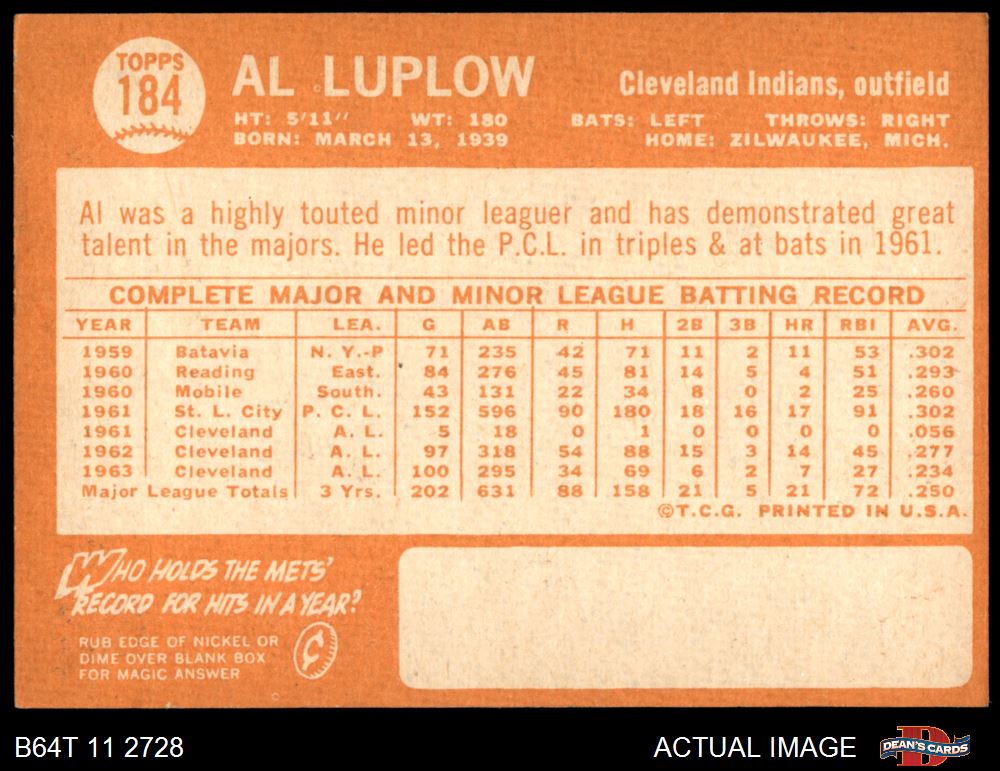 TOPPS
184
AL LUPLOW
Cleveland Indians, outfield
HT: 5'11" WT: 180 BATS: LEFT THROWS: RIGHT
BORN: MARCH 13, 1939 HOME: ZILWAUKEE, MICH.
Al was a highly touted minor leaguer and has demonstrated great
talent in the majors. He led the P.C.L. in triples & at bats in 1961.
COMPLETE MAJOR AND MINOR LEAGUE BATTING RECORD
YEAR TEAM LEA. G AB R H 2B 3B HR RBI AVG.
1959 Batavia N. Y.-P 71 235 42 71 11 2 11 53 .302
1960 Reading East. 84 276 45 81 14 5 4 51 .293
1960 Mobile South. 43 131 22 34 8 0 2 25 .260
1961 St. L. City P. C. L. 152 596 90 180 18 16 17 91 .302
1961 Cleveland A. L. 5 18 0 1 0 0 0 0 .056
1962 Cleveland A. L. 97 318 54 88 15 3 14 45 .277
1963 Cleveland A. L. 100 295 34 69 6 2 7 27 .234
Major League Totals 3 Yrs. 202 631 88 158 21 5 21 72 .250
©T.C.G. PRINTED IN U.S.A.
WHO HOLDS THE METS'
RECORD FOR HITS IN A YEAR?
RUB EDGE OF NICKEL OR
DIME OVER BLANK BOX
FOR MAGIC ANSWER
B64T 11 2728
ACTUAL IMAGE
DEAN'S CARDS